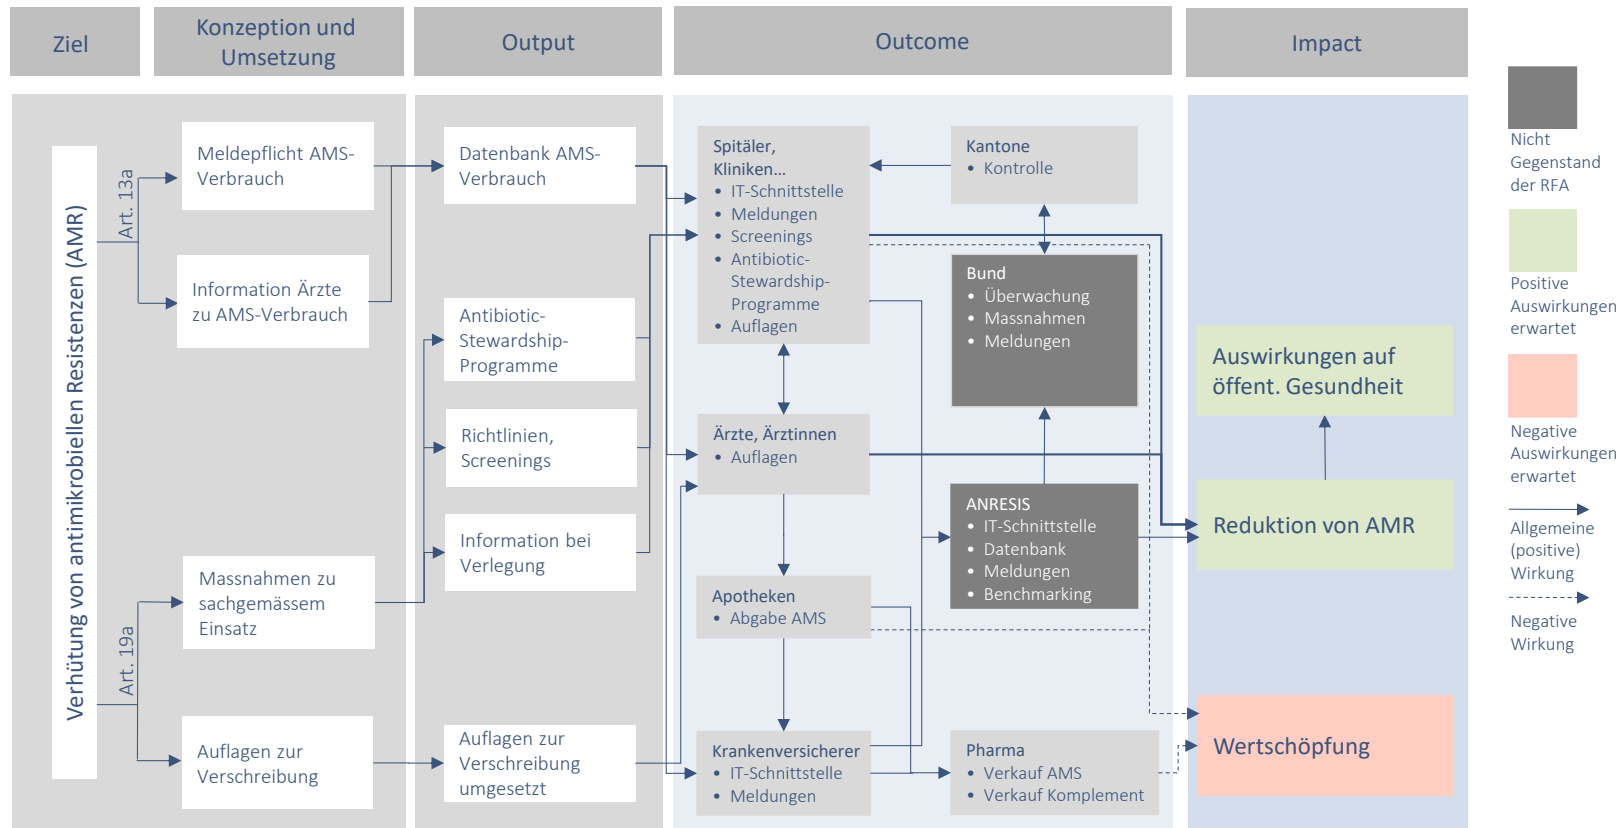 Ziel
Konzeption und
Umsetzung
Output
Outcome
Impact
Verhütung von antimikrobiellen Resistenzen (AMR)
Art. 13a
Art. 19a
Meldepflicht AMS-
Verbrauch
Information Ärzte
zu AMS-Verbrauch
Massnahmen zu
sachgemässem
Einsatz
Auflagen zur
Verschreibung
Datenbank AMS-
Verbrauch
Antibiotic-
Stewardship-
Programme
Richtlinien,
Screenings
Information bei
Verlegung
Auflagen zur
Verschreibung
umgesetzt
Spitäler,
Kliniken...
• IT-Schnittstelle
• Meldungen
• Screenings
• Antibiotic-
Stewardship-
Programme
• Auflagen
Ärzte, Ärztinnen
• Auflagen
Apotheken
• Abgabe AMS
Krankenversicherer
• IT-Schnittstelle
• Meldungen
Kantone
• Kontrolle
Bund
• Überwachung
• Massnahmen
• Meldungen
ANRESIS
• IT-Schnittstelle
• Datenbank
• Meldungen
• Benchmarking
Pharma
• Verkauf AMS
• Verkauf Komplement
Auswirkungen auf
öffent. Gesundheit
Reduktion von AMR
Wertschöpfung
Nicht
Gegenstand
der RFA
Positive
Auswirkungen
erwartet
Negative
Auswirkungen
erwartet
Allgemeine
(positive)
Wirkung
Negative
Wirkung